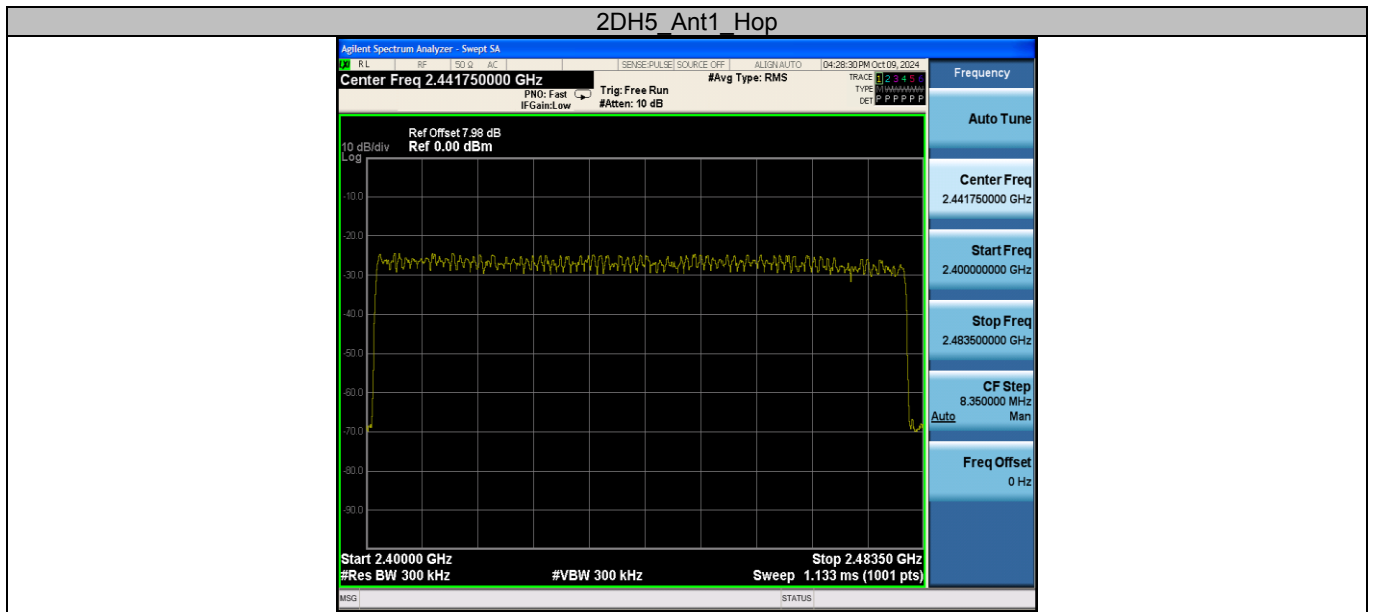 2DH5_Ant1_Hop
Agilent Spectrum Analyzer - Swept SA
RL RF 50 Ω AC SENSE:PULSE SOURCE OFF ALIGN AUTO 04:28:30 PM Oct 09, 2024
Center Freq 2.441750000 GHz #Avg Type: RMS TRACE 1 2 3 4 5 6
PNO: Fast Trig: Free Run TYPE
IFGain:Low #Atten: 10 dB DET P P P P P P
Frequency
Auto Tune
Ref Offset 7.98 dB
10 dB/div Ref 0.00 dBm
Log
-10.0
-20.0
-30.0
-40.0
-50.0
-60.0
-70.0
-80.0
-90.0
Center Freq
2.441750000 GHz
Start Freq
2.400000000 GHz
Stop Freq
2.483500000 GHz
CF Step
8.350000 MHz
Auto Man
Freq Offset
0 Hz
Start 2.40000 GHz Stop 2.48350 GHz
#Res BW 300 kHz #VBW 300 kHz Sweep 1.133 ms (1001 pts)
MSG STATUS